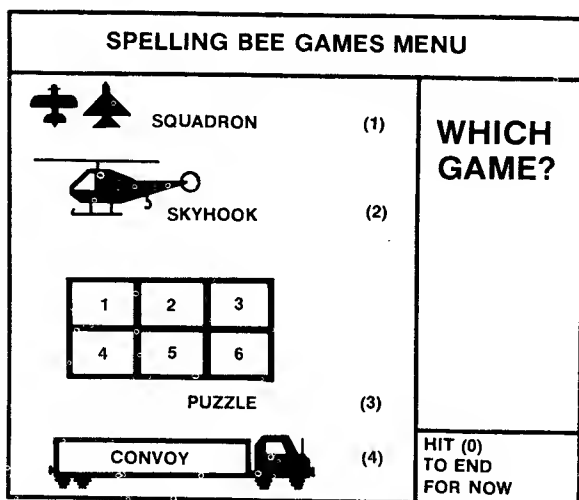 SPELLING BEE GAMES MENU
SQUADRON (1)
SKYHOOK (2)
1 2 3
4 5 6
PUZZLE (3)
CONVOY (4)
WHICH
GAME?
HIT (0)
TO END
FOR NOW